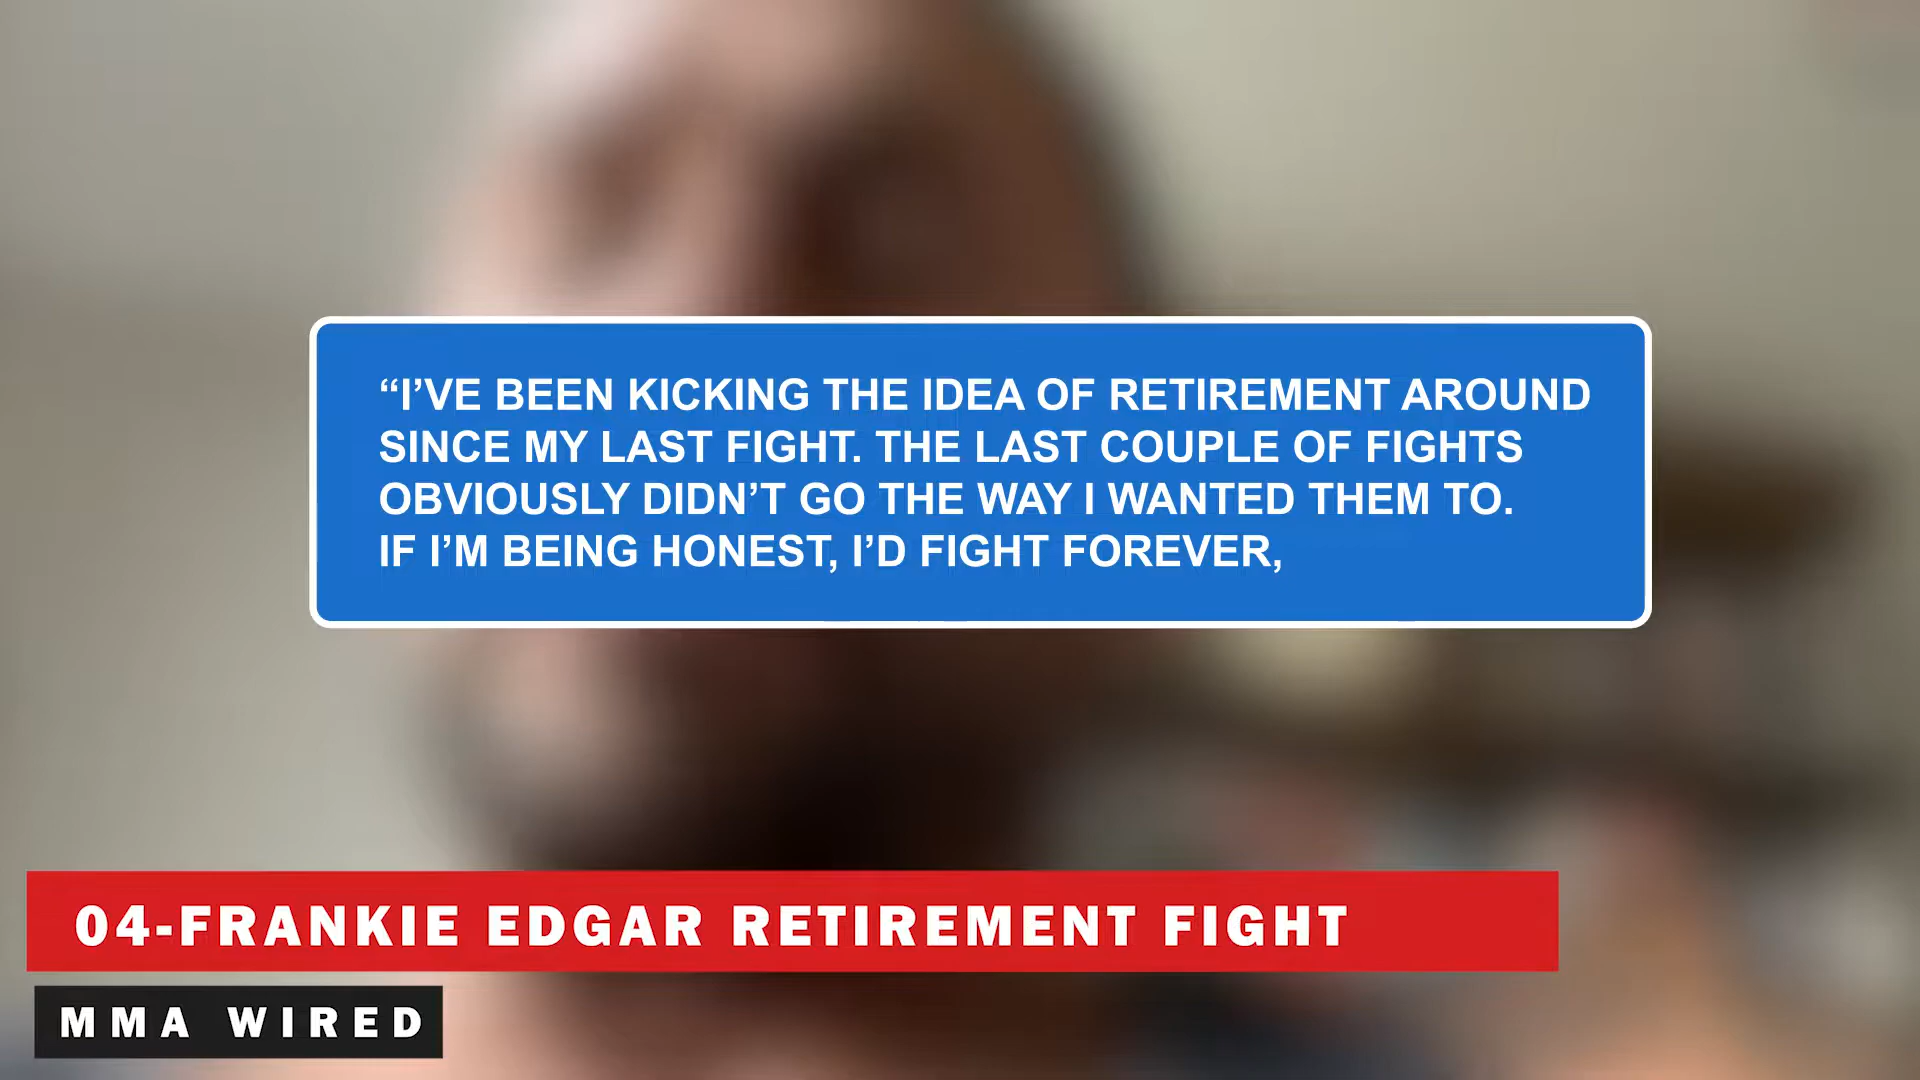 “I’VE BEEN KICKING THE IDEA OF RETIREMENT AROUND
SINCE MY LAST FIGHT. THE LAST COUPLE OF FIGHTS
OBVIOUSLY DIDN’T GO THE WAY I WANTED THEM TO.
IF I’M BEING HONEST, I’D FIGHT FOREVER,
04-FRANKIE EDGAR RETIREMENT FIGHT
MMA WIRED